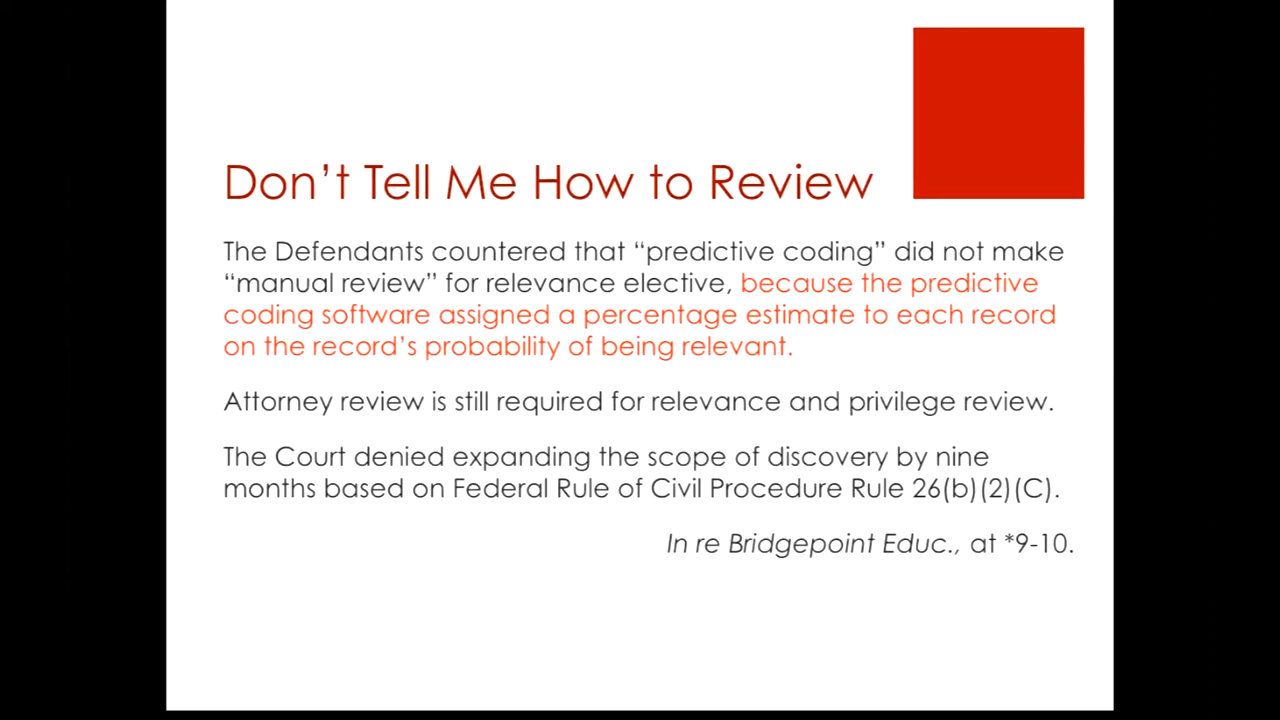 Don’t Tell Me How to Review
The Defendants countered that “predictive coding” did not make
“manual review” for relevance elective, because the predictive
coding software assigned a percentage estimate to each record
on the record’s probability of being relevant.
Attorney review is still required for relevance and privilege review.
The Court denied expanding the scope of discovery by nine
months based on Federal Rule of Civil Procedure Rule 26(b)(2)(C).
In re Bridgepoint Educ., at *9-10.